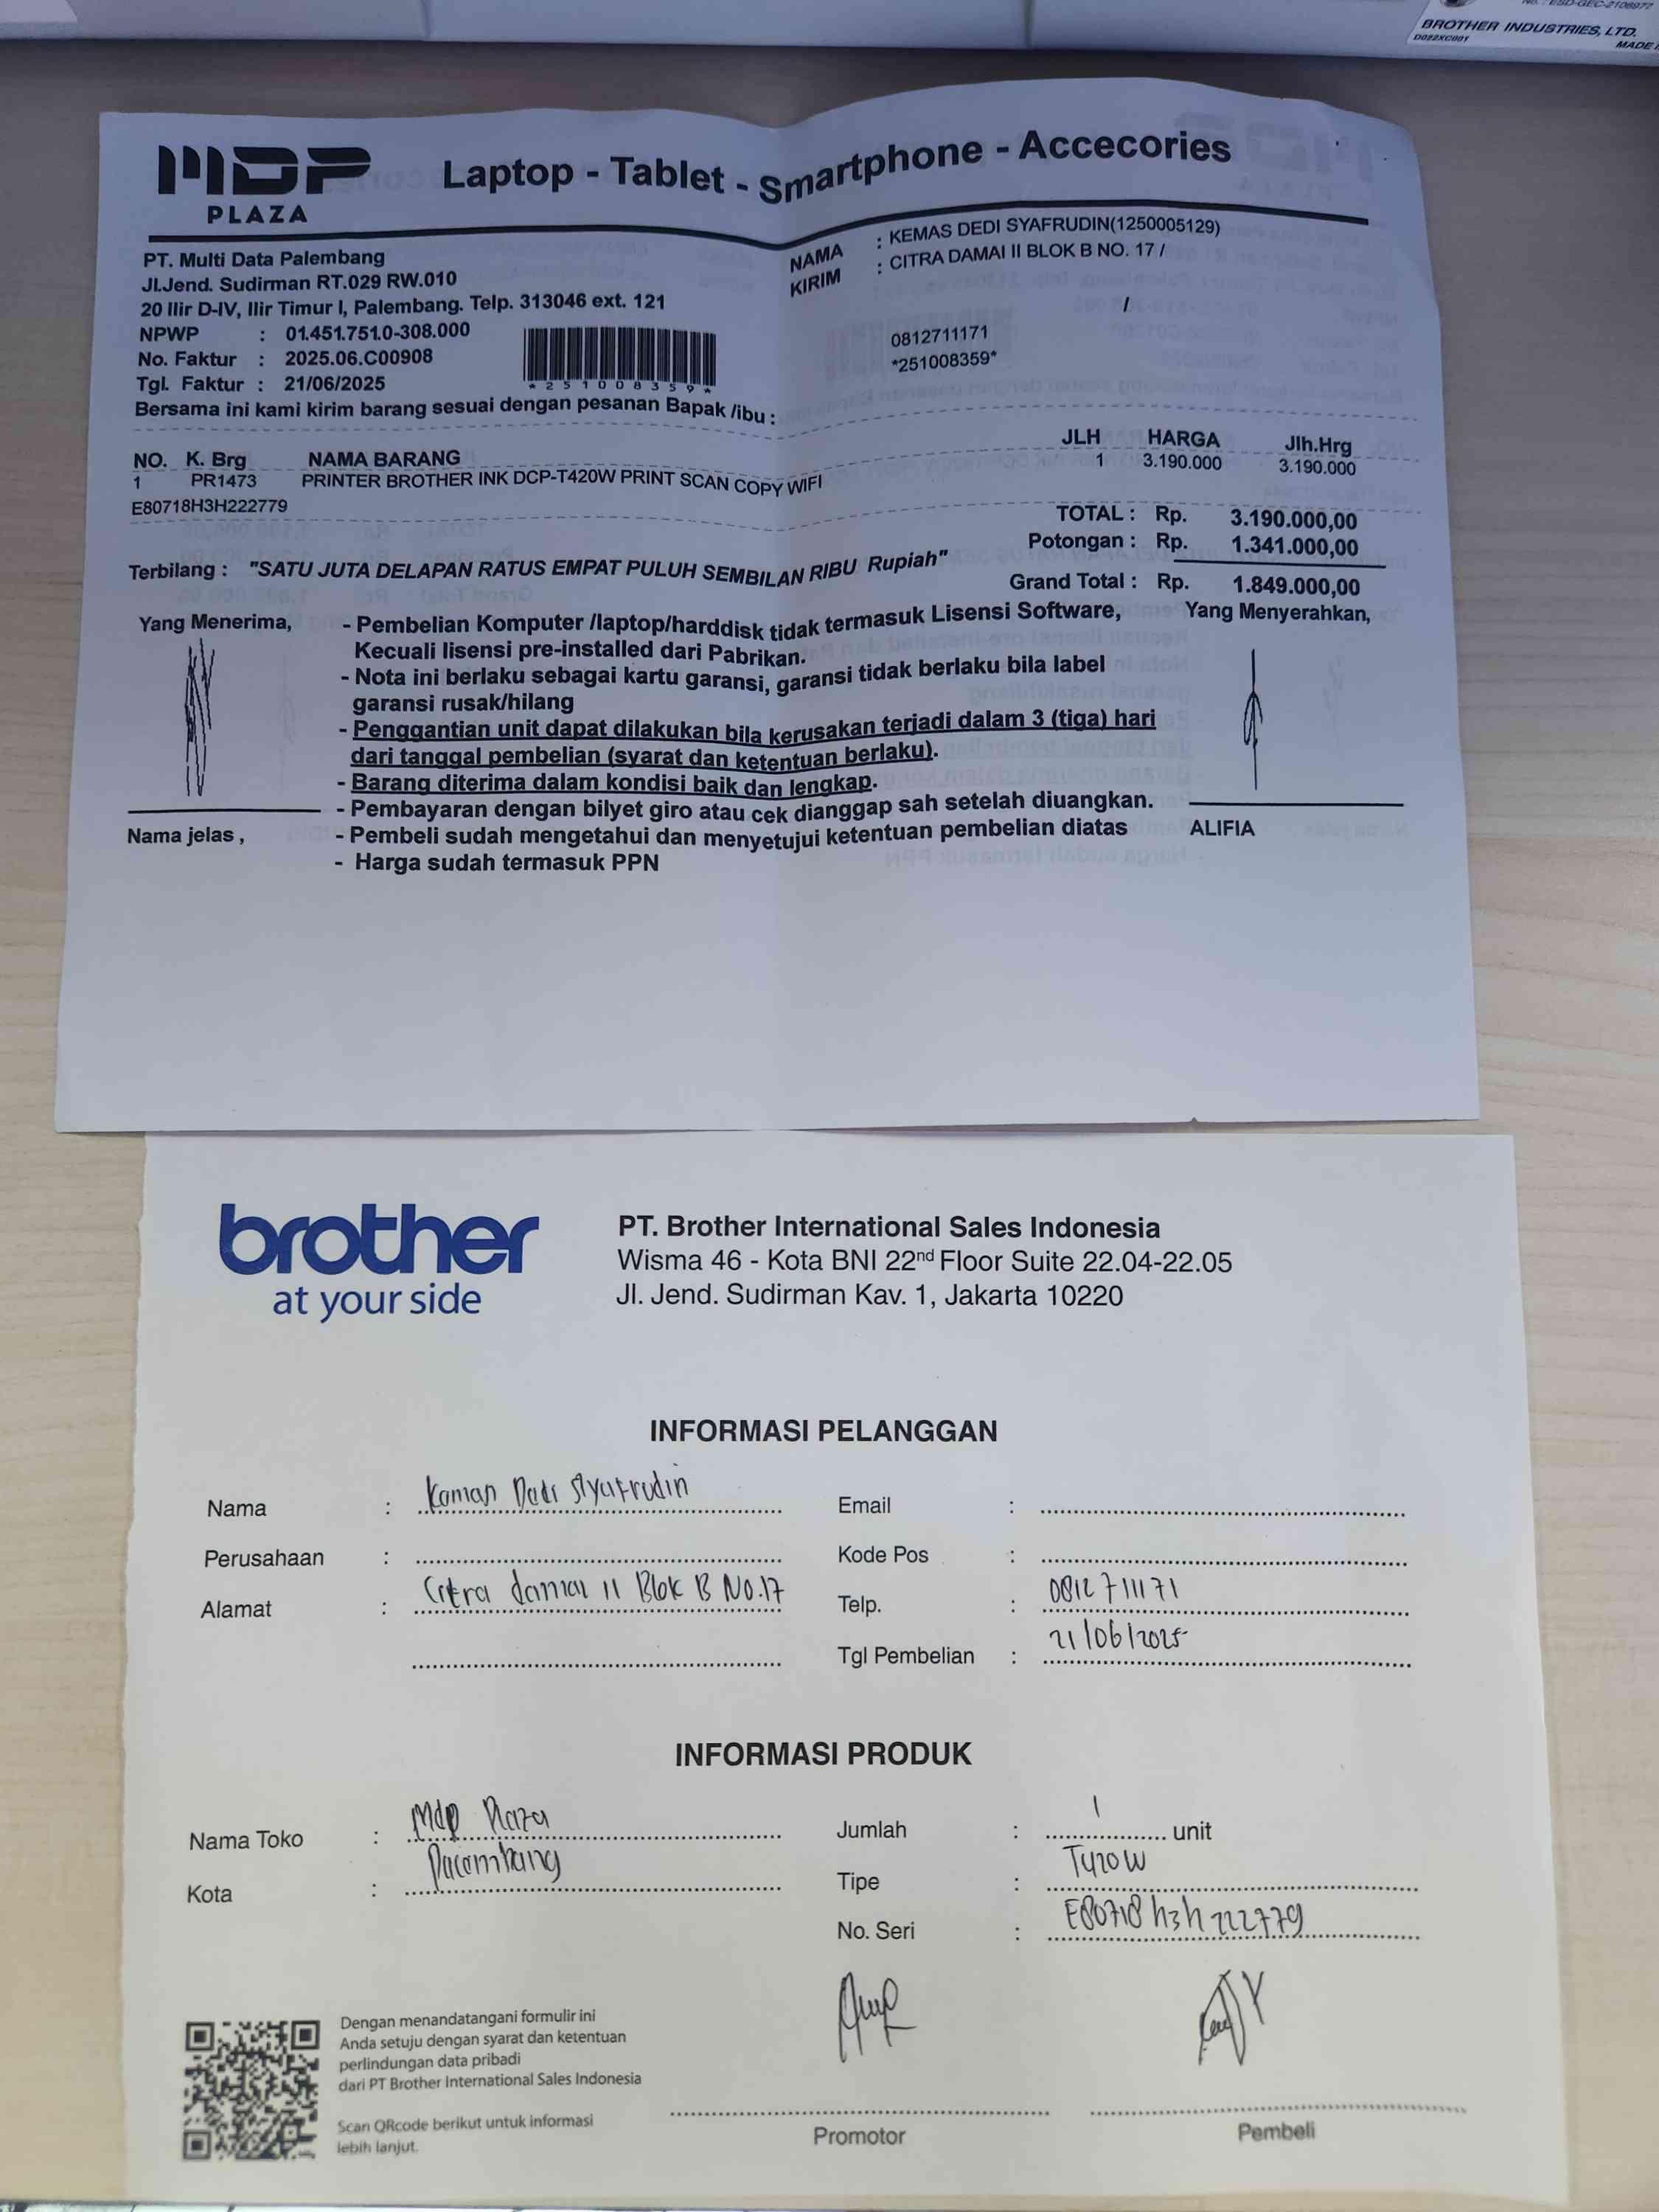 No.: ESD-GEC-2106972
BROTHER INDUSTRIES, LTD.
D022XC001
MADE
MDP
PLAZA
Laptop - Tablet - Smartphone - Accecories
PT. Multi Data Palembang
Jl.Jend. Sudirman RT.029 RW.010
20 Ilir D-IV, Ilir Timur I, Palembang. Telp. 313046 ext. 121
NPWP : 01.451.751.0-308.000
No. Faktur : 2025.06.C00908
Tgl. Faktur : 21/06/2025
*251008359*
NAMA : KEMAS DEDI SYAFRUDIN(1250005129)
KIRIM : CITRA DAMAI II BLOK B NO. 17 /
/
0812711171
*251008359*
Bersama ini kami kirim barang sesuai dengan pesanan Bapak /ibu :
NO. K. Brg NAMA BARANG JLH HARGA Jlh.Hrg
1 PR1473 PRINTER BROTHER INK DCP-T420W PRINT SCAN COPY WIFI 1 3.190.000 3.190.000
E80718H3H222779
TOTAL : Rp. 3.190.000,00
Potongan : Rp. 1.341.000,00
Grand Total : Rp. 1.849.000,00
Terbilang : "SATU JUTA DELAPAN RATUS EMPAT PULUH SEMBILAN RIBU Rupiah"
Yang Menerima,
- Pembelian Komputer /laptop/harddisk tidak termasuk Lisensi Software,
Kecuali lisensi pre-installed dari Pabrikan.
- Nota ini berlaku sebagai kartu garansi, garansi tidak berlaku bila label
garansi rusak/hilang
- Penggantian unit dapat dilakukan bila kerusakan terjadi dalam 3 (tiga) hari
dari tanggal pembelian (syarat dan ketentuan berlaku).
- Barang diterima dalam kondisi baik dan lengkap.
- Pembayaran dengan bilyet giro atau cek dianggap sah setelah diuangkan.
- Pembeli sudah mengetahui dan menyetujui ketentuan pembelian diatas
- Harga sudah termasuk PPN
Yang Menyerahkan,
Nama jelas ,
ALIFIA
brother
at your side
PT. Brother International Sales Indonesia
Wisma 46 - Kota BNI 22nd Floor Suite 22.04-22.05
Jl. Jend. Sudirman Kav. 1, Jakarta 10220
INFORMASI PELANGGAN
Nama : Kemas Dedi Syafrudin
Perusahaan :
Alamat : Citra damai II Blok B No.17
Email :
Kode Pos :
Telp. : 0812711171
Tgl Pembelian : 21/06/2025
INFORMASI PRODUK
Nama Toko : Mdp Plaza
Kota : Palembang
Jumlah : 1 unit
Tipe : T420W
No. Seri : E80718h3h222779
Dengan menandatangani formulir ini
Anda setuju dengan syarat dan ketentuan
perlindungan data pribadi
dari PT Brother International Sales Indonesia
Scan QRcode berikut untuk informasi
lebih lanjut.
Promotor
Pembeli